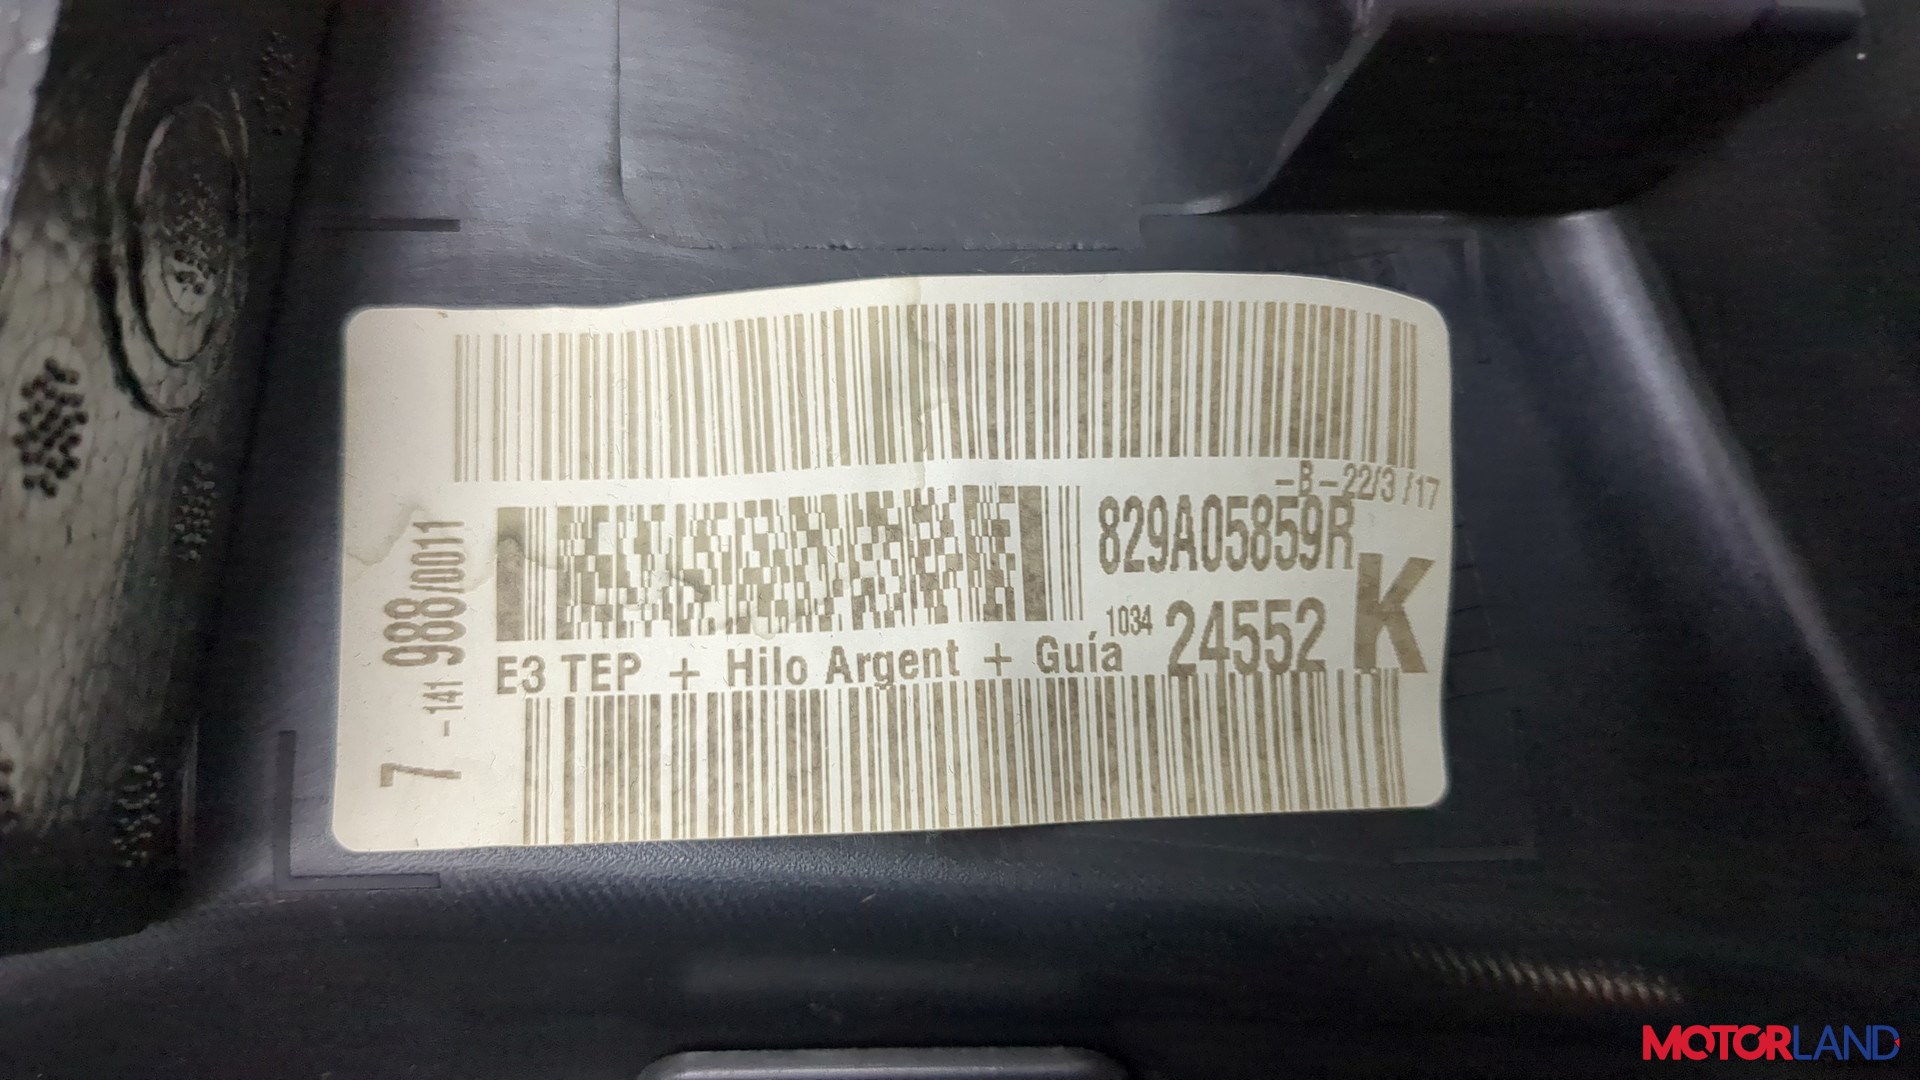 -B-22/3 /17
829A05859R
1034 24552 K
E3 TEP + Hilo Argent + Guía
7 -141 988/0011
MOTORLAND